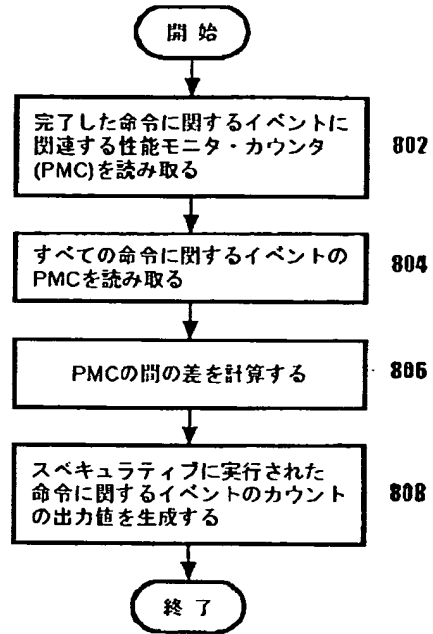 開 始
完了した命令に関するイベントに
関連する性能モニタ・カウンタ
(PMC)を読み取る
802
すべての命令に関するイベントの
PMCを読み取る
804
PMCの間の差を計算する
806
スペキュラティブに実行された
命令に関するイベントのカウント
の出力値を生成する
808
終 了